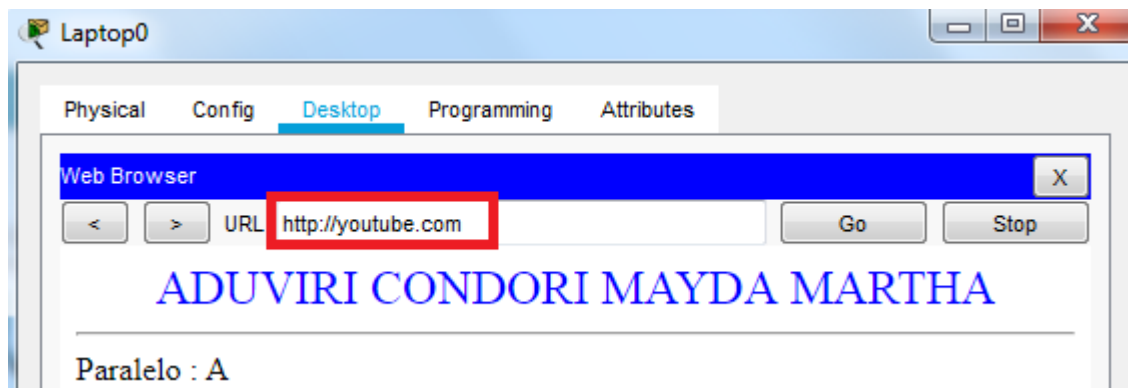 Laptop0
Physical Config Desktop Programming Attributes
Web Browser X
< > URL http://youtube.com Go Stop
ADUVIRI CONDORI MAYDA MARTHA
Paralelo : A